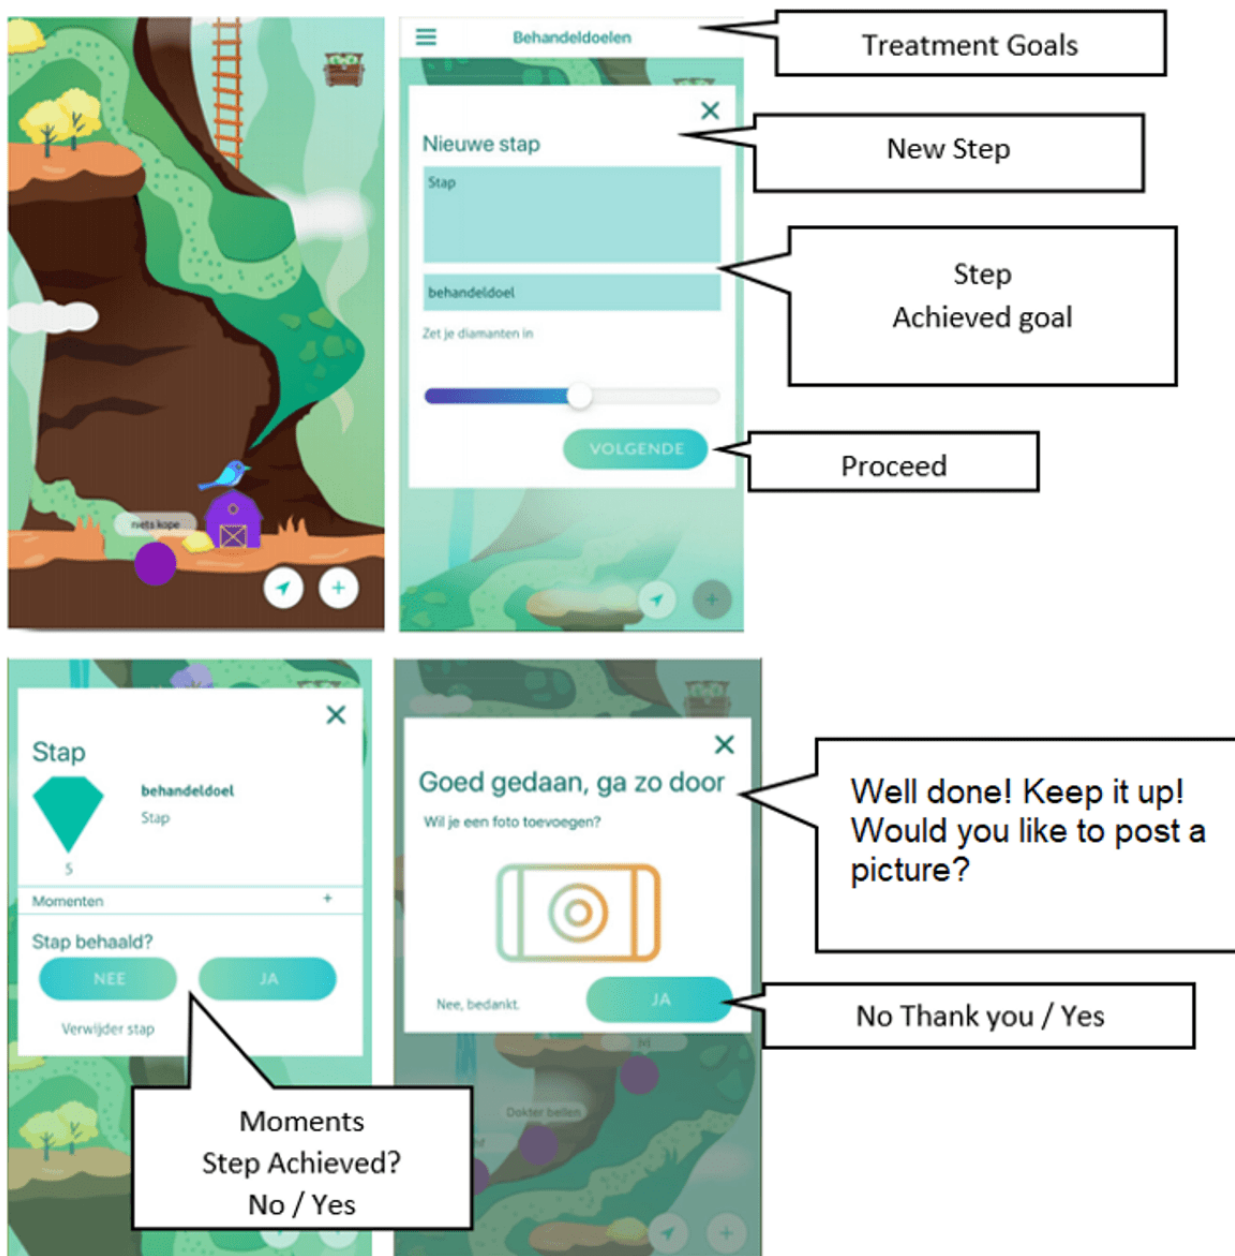 Behandeldoelen
Treatment Goals
Nieuwe stap
New Step
Stap
behandeldoel
Step
Achieved goal
Zet je diamanten in
VOLGENDE
Proceed
niets kope
Stap
behandeldoel
Stap
5
Momenten +
Stap behaald?
NEE JA
Verwijder stap
Moments
Step Achieved?
No / Yes
Goed gedaan, ga zo door
Wil je een foto toevoegen?
Well done! Keep it up!
Would you like to post a
picture?
Nee, bedankt. JA
No Thank you / Yes
Dokter bellen